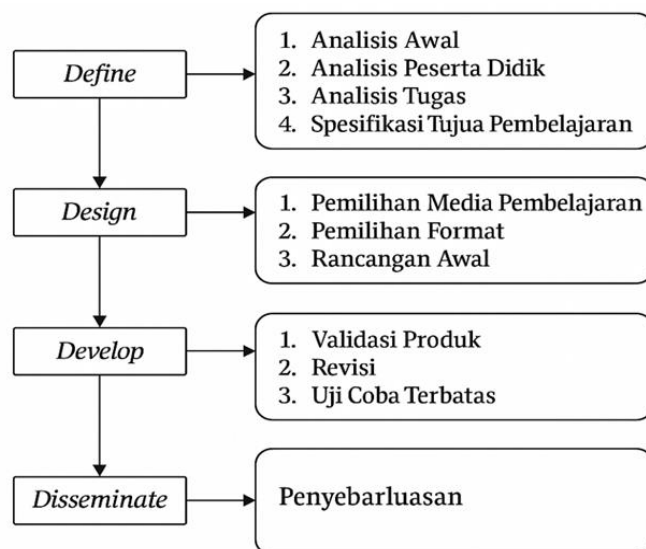 Define
1. Analisis Awal
2. Analisis Peserta Didik
3. Analisis Tugas
4. Spesifikasi Tujua Pembelajaran
Design
1. Pemilihan Media Pembelajaran
2. Pemilihan Format
3. Rancangan Awal
Develop
1. Validasi Produk
2. Revisi
3. Uji Coba Terbatas
Disseminate
Penyebarluasan